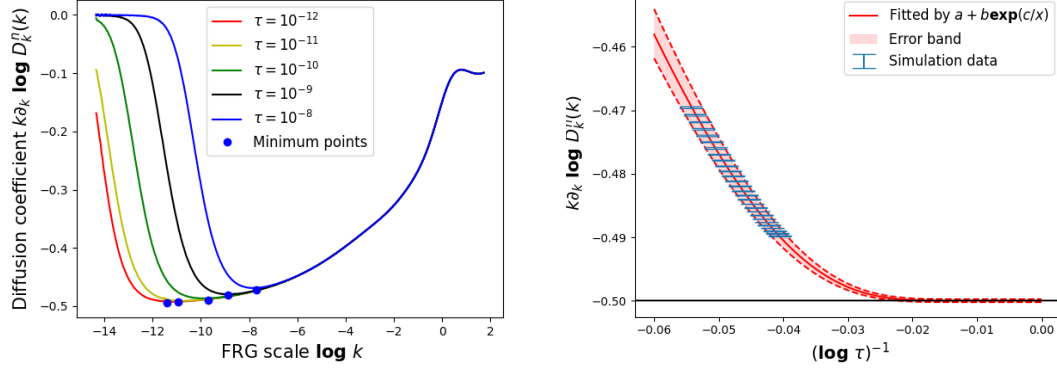 Diffusion coefficient k∂ₖ log Dₖⁿ(k)
0.0
−0.1
−0.2
−0.3
−0.4
−0.5
τ = 10⁻¹²
τ = 10⁻¹¹
τ = 10⁻¹⁰
τ = 10⁻⁹
τ = 10⁻⁸
Minimum points
−14
−12
−10
−8
−6
−4
−2
0
2
FRG scale log k
k∂ₖ log Dₖⁿ(k)
−0.46
−0.47
−0.48
−0.49
−0.50
Fitted by a + bexp(c/x)
Error band
Simulation data
−0.06
−0.05
−0.04
−0.03
−0.02
−0.01
0.00
(log τ)⁻¹